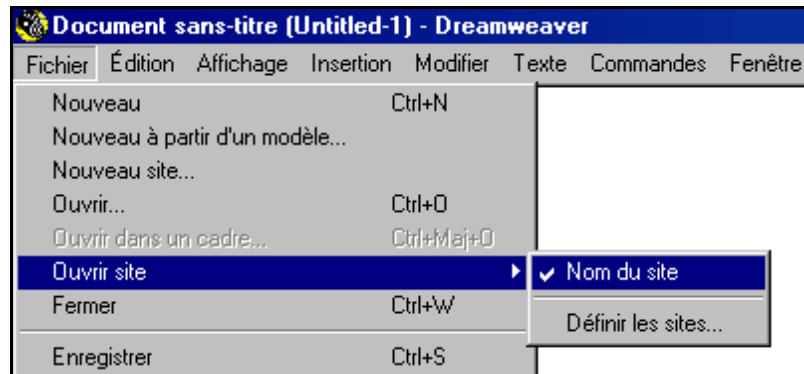 Document sans-titre (Untitled-1) - Dreamweaver
Fichier Édition Affichage Insertion Modifier Texte Commandes Fenêtre
Nouveau Ctrl+N
Nouveau à partir d'un modèle...
Nouveau site...
Ouvrir... Ctrl+O
Ouvrir dans un cadre... Ctrl+Maj+O
Ouvrir site Nom du site
Fermer Ctrl+W
Définir les sites...
Enregistrer Ctrl+S